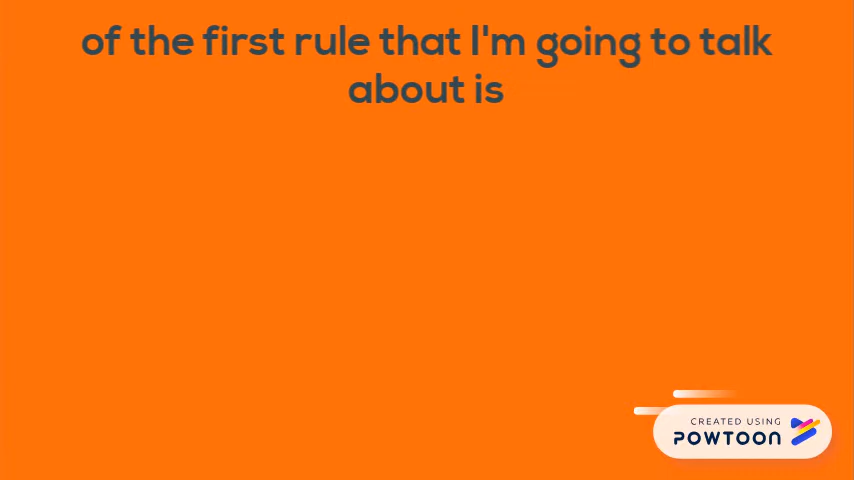 of the first rule that I'm going to talk
about is
CREATED USING
POWTOON